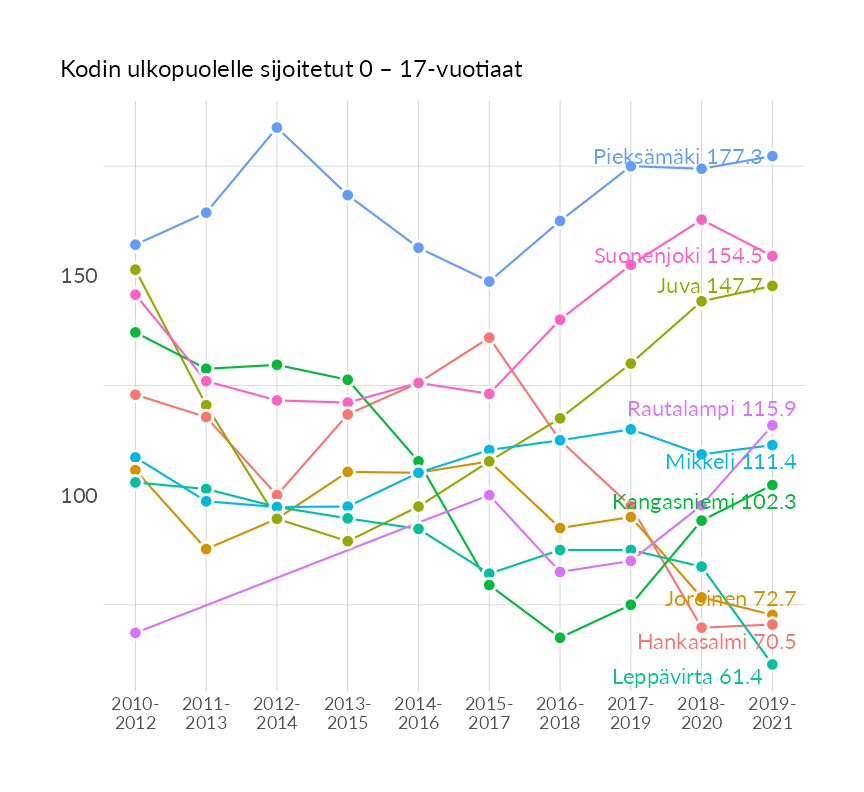 Kodin ulkopuolelle sijoitetut 0 – 17-vuotiaat
Pieksämäki 177.3
Suonenjoki 154.5
150
Juva 147.7
Rautalampi 115.9
Mikkeli 111.4
100
Kangasniemi 102.3
Joroinen 72.7
Hankasalmi 70.5
Leppävirta 61.4
2010- 2011- 2012- 2013- 2014- 2015- 2016- 2017- 2018- 2019-
2012 2013 2014 2015 2016 2017 2018 2019 2020 2021